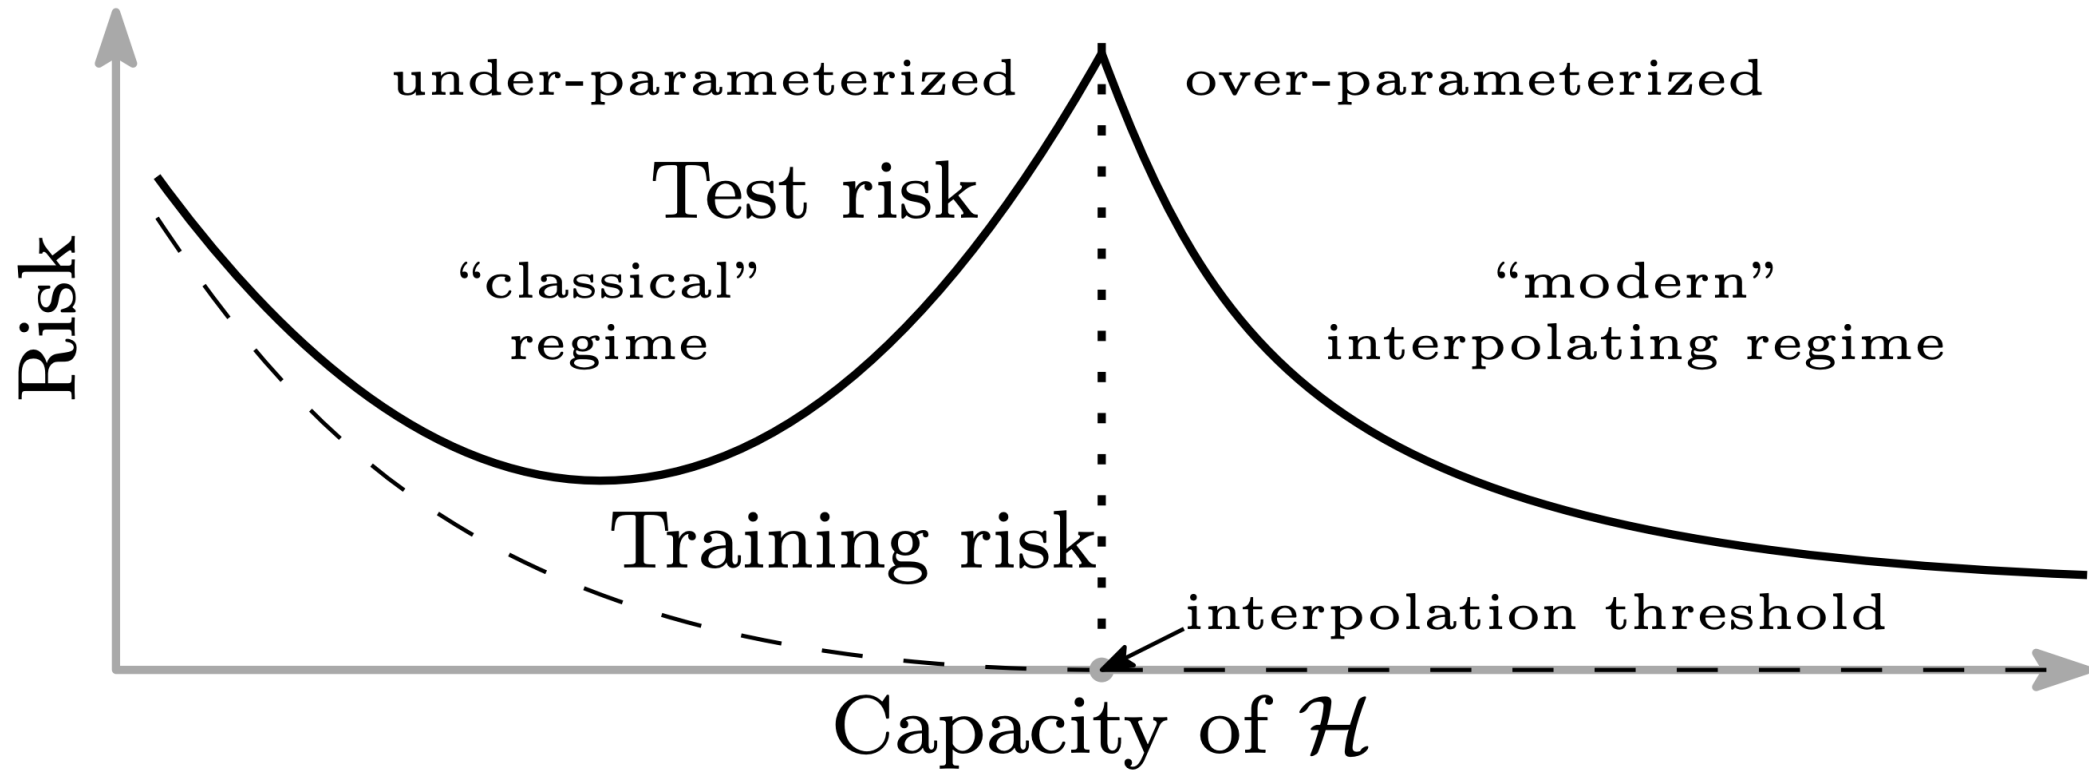 under-parameterized
over-parameterized
Test risk
“classical”
regime
“modern”
interpolating regime
Risk
Training risk
interpolation threshold
Capacity of ℋ